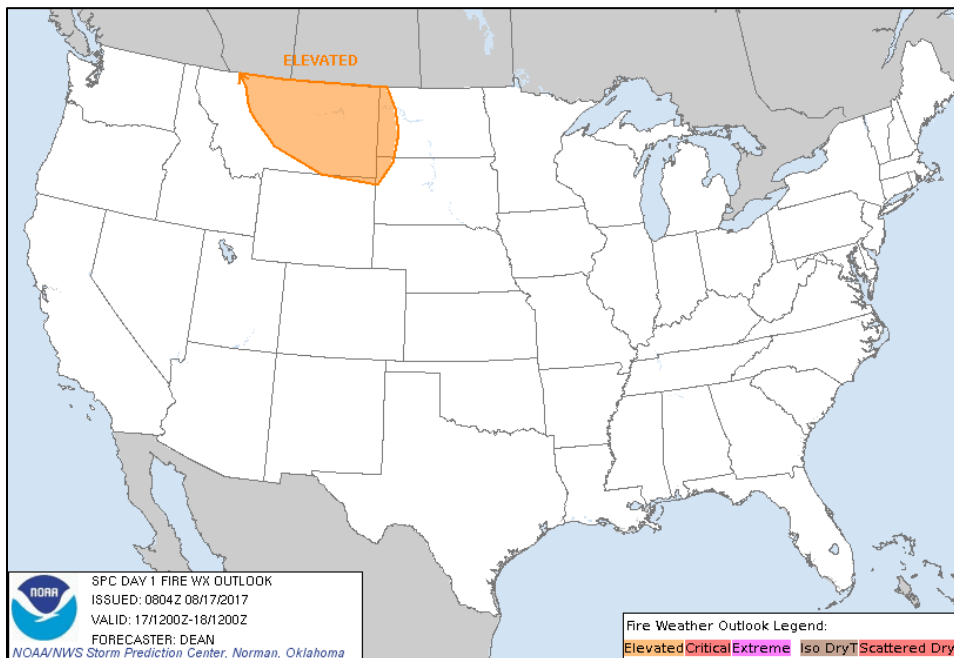 ELEVATED
NOAA
SPC DAY 1 FIRE WX OUTLOOK
ISSUED: 0804Z 08/17/2017
VALID: 17/1200Z-18/1200Z
FORECASTER: DEAN
NOAA/NWS Storm Prediction Center, Norman, Oklahoma
Fire Weather Outlook Legend:
Elevated Critical Extreme Iso DryT Scattered Dry